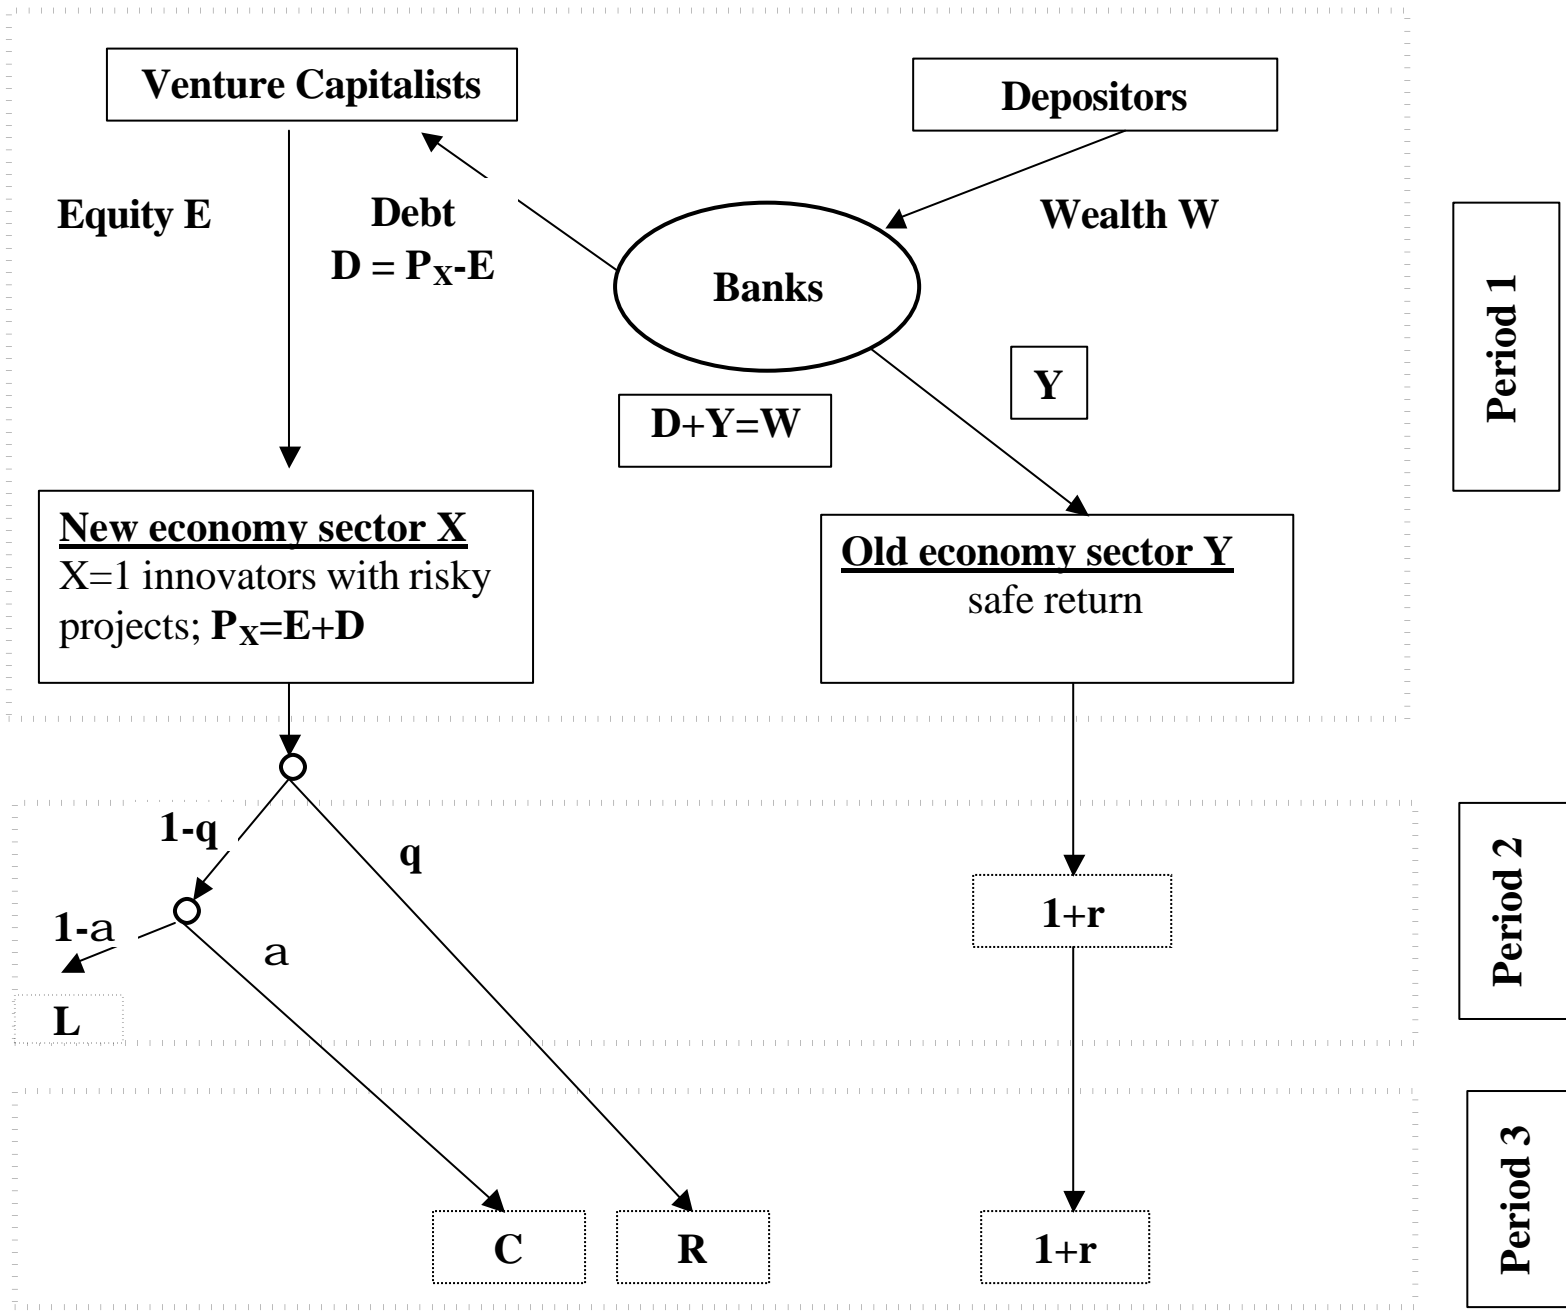 Venture Capitalists
Depositors
Equity E
Debt
D = PX-E
Wealth W
Banks
Period 1
Y
D+Y=W
New economy sector X
X=1 innovators with risky
projects; PX=E+D
Old economy sector Y
safe return
1-q
q
Period 2
1+r
1-a
a
L
Period 3
C
R
1+r